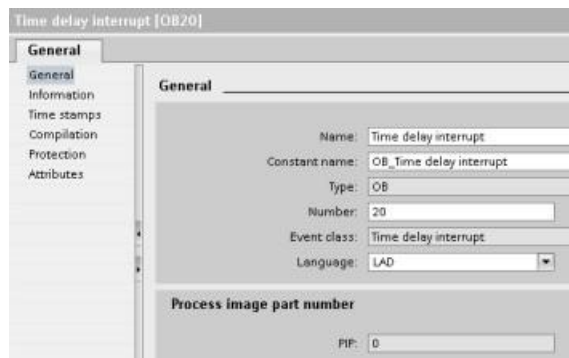 Time delay interrupt [OB20]
General
General
Information
Time stamps
Compilation
Protection
Attributes
General
Name: Time delay interrupt
Constant name: OB_Time delay interrupt
Type: OB
Number: 20
Event class: Time delay interrupt
Language: LAD
Process image part number
PIP: 0